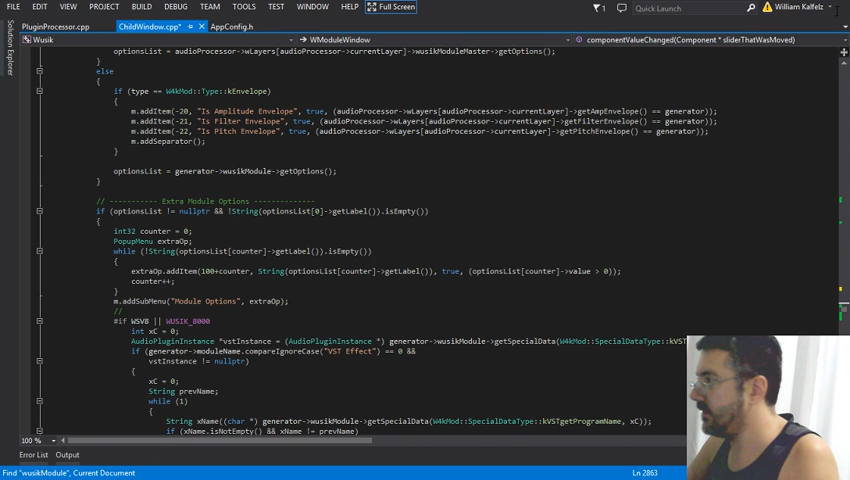 FILE EDIT VIEW PROJECT BUILD DEBUG TEAM TOOLS TEST WINDOW HELP Full Screen 1 Quick Launch William Kalfelz
PluginProcessor.cpp ChildWindow.cpp* AppConfig.h
Solution Explorer
Wusik WModuleWindow componentValueChanged(Component * sliderThatWasMoved)
optionsList = audioProcessor->wLayers[audioProcessor->currentLayer]->wusikModuleMaster->getOptions();
}
else
{
if (type == W4kMod::Type::kEnvelope)
{
m.addItem(-20, "Is Amplitude Envelope", true, (audioProcessor->wLayers[audioProcessor->currentLayer]->getAmpEnvelope() == generator));
m.addItem(-21, "Is Filter Envelope", true, (audioProcessor->wLayers[audioProcessor->currentLayer]->getFilterEnvelope() == generator));
m.addItem(-22, "Is Pitch Envelope", true, (audioProcessor->wLayers[audioProcessor->currentLayer]->getPitchEnvelope() == generator));
m.addSeparator();
}
optionsList = generator->wusikModule->getOptions();
}
// ----------- Extra Module Options --------------
if (optionsList != nullptr && !String(optionsList[0]->getLabel()).isEmpty())
{
int32 counter = 0;
PopupMenu extraOp;
while (!String(optionsList[counter]->getLabel()).isEmpty())
{
extraOp.addItem(100+counter, String(optionsList[counter]->getLabel()), true, (optionsList[counter]->value > 0));
counter++;
}
m.addSubMenu("Module Options", extraOp);
//
#if WSV8 || WUSIK_8000
int xC = 0;
AudioPluginInstance *vstInstance = (AudioPluginInstance *) generator->wusikModule->getSpecialData(W4kMod::SpecialDataType::kVST
if (generator->moduleName.compareIgnoreCase("VST Effect") == 0 &&
vstInstance != nullptr)
{
xC = 0;
String prevName;
while (1)
{
String xName((char *) generator->wusikModule->getSpecialData(W4kMod::SpecialDataType::kVSTgetProgramName, xC));
if (xName.isNotEmpty() && xName != prevName)
100 %
Error List Output
Find "wusikModule", Current Document Ln 2863